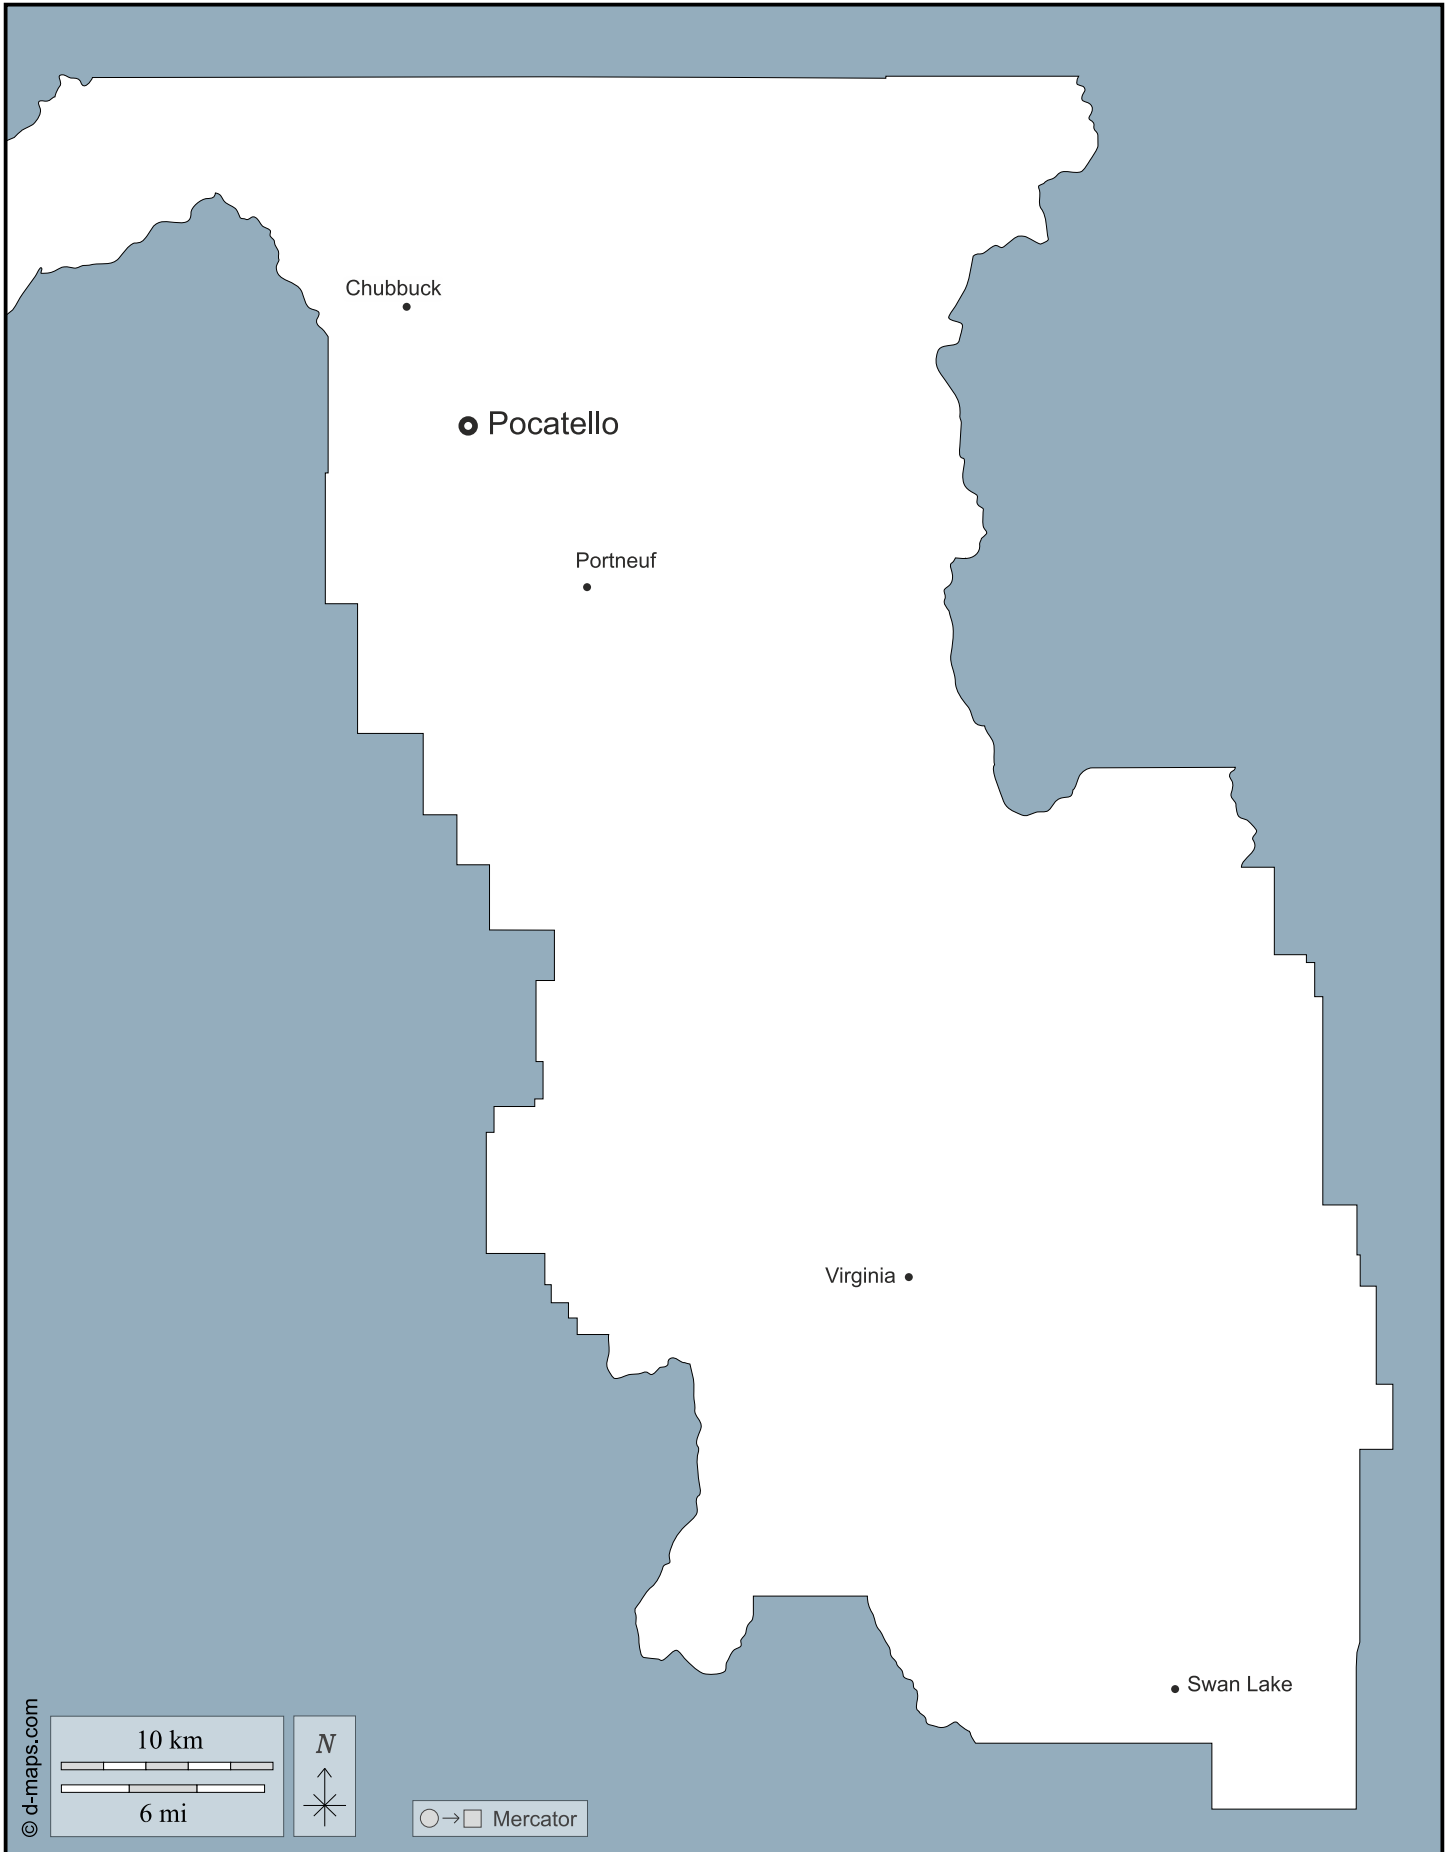 Chubbuck
Pocatello
Portneuf
Virginia
Swan Lake
© d-maps.com
10 km
6 mi
N
Mercator